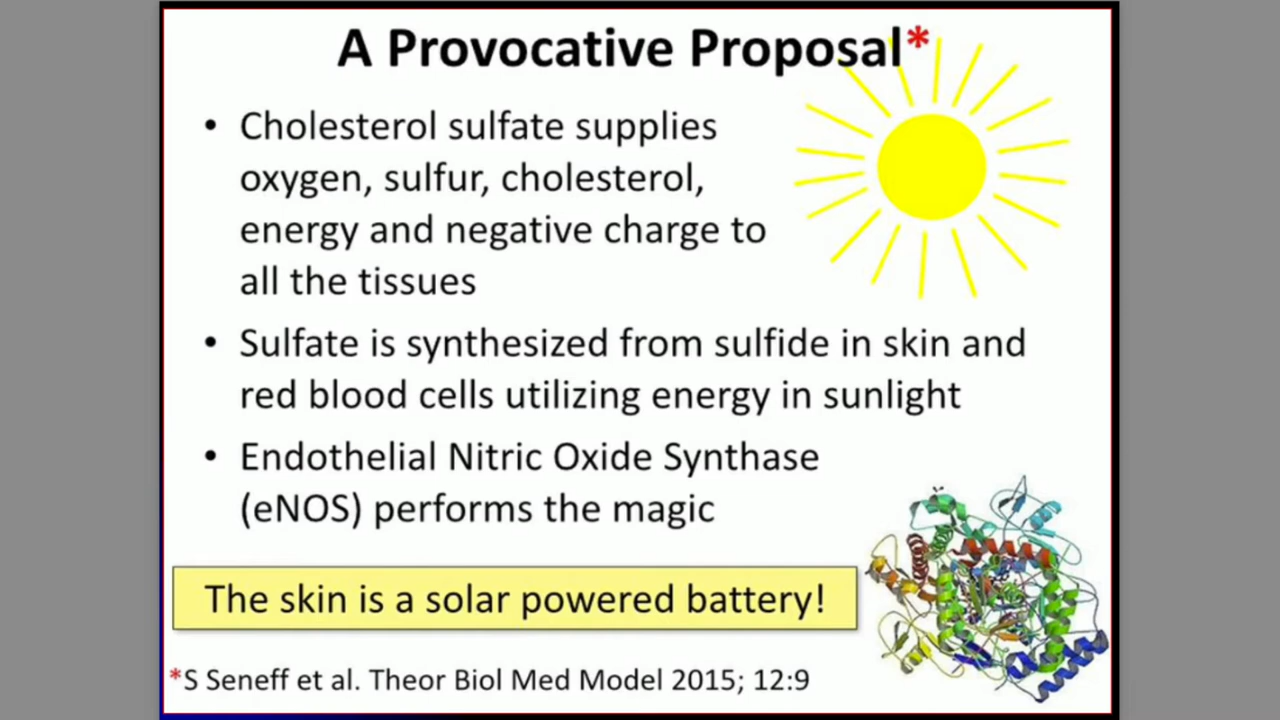 A Provocative Proposal*
• Cholesterol sulfate supplies
oxygen, sulfur, cholesterol,
energy and negative charge to
all the tissues
• Sulfate is synthesized from sulfide in skin and
red blood cells utilizing energy in sunlight
• Endothelial Nitric Oxide Synthase
(eNOS) performs the magic
The skin is a solar powered battery!
*S Seneff et al. Theor Biol Med Model 2015; 12:9